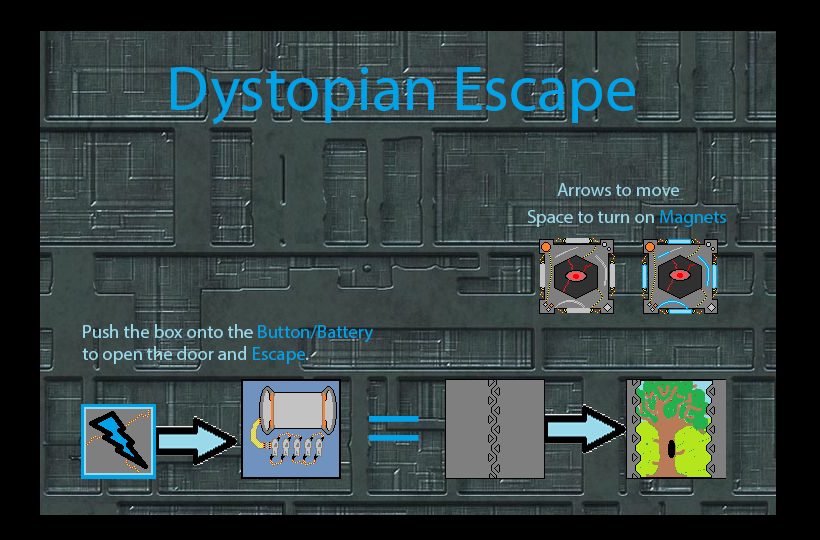 Dystopian Escape
Arrows to move
Space to turn on Magnets
Push the box onto the Button/Battery
to open the door and Escape.